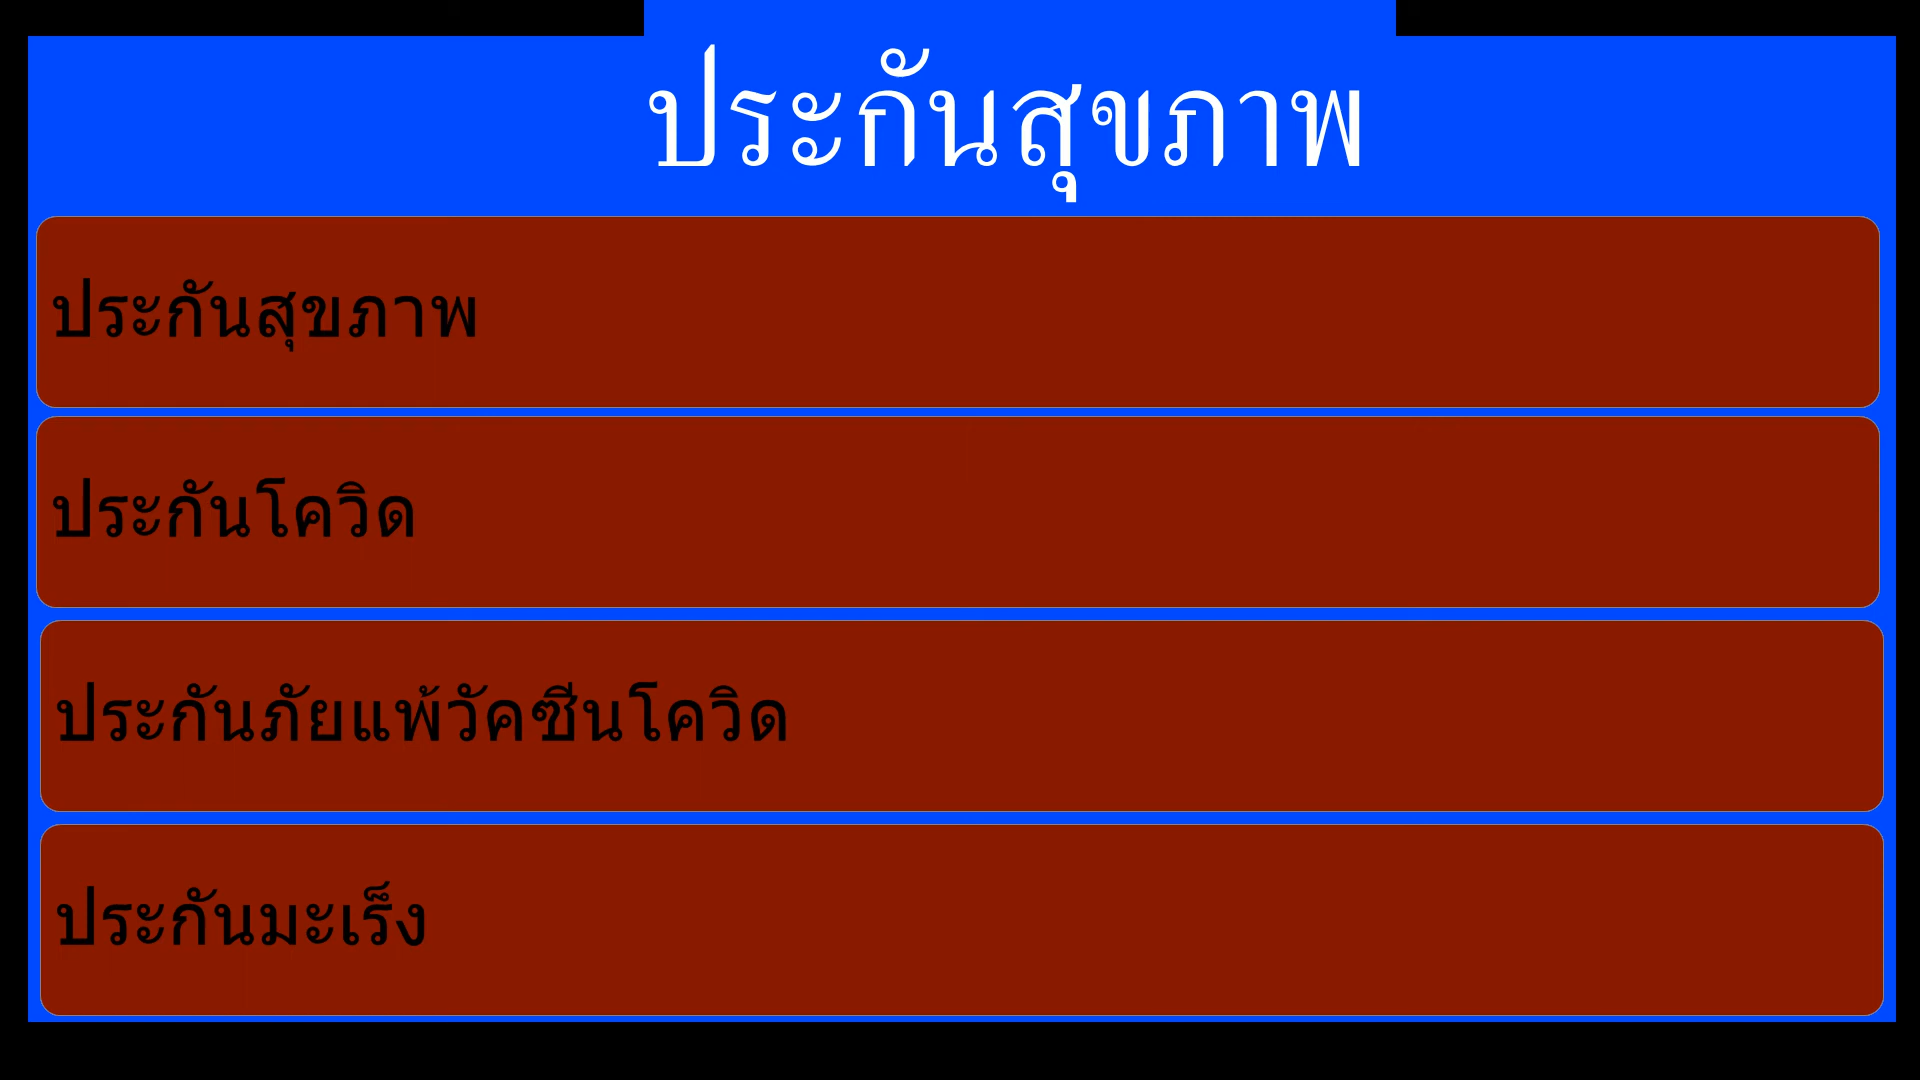 ประกันสุขภาพ
ประกันสุขภาพ
ประกันโควิด
ประกันภัยแพ้วัคซีนโควิด
ประกันมะเร็ง